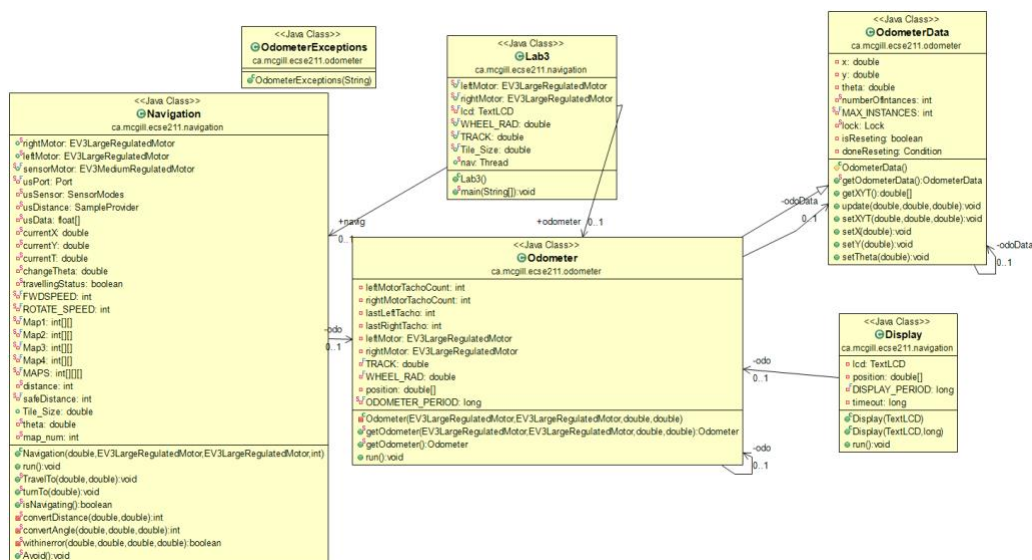 <<Java Class>>
OdometerExceptions
ca.mcgill.ecse211.odometer
OdometerExceptions(String)
<<Java Class>>
Navigation
ca.mcgill.ecse211.navigation
rightMotor: EV3LargeRegulatedMotor
leftMotor: EV3LargeRegulatedMotor
sensorMotor: EV3MediumRegulatedMotor
usPort: Port
usSensor: SensorModes
usDistance: SampleProvider
usData: float[]
currentX: double
currentY: double
currentT: double
changeTheta: double
travellingStatus: boolean
FWDSPEED: int
ROTATE_SPEED: int
Map1: int[][]
Map2: int[][]
Map3: int[][]
Map4: int[][]
MAPS: int[][][]
distance: int
safeDistance: int
Tile_Size: double
theta: double
map_num: int
Navigation(double,EV3LargeRegulatedMotor,EV3LargeRegulatedMotor,int)
run():void
TravelTo(double,double):void
turnTo(double):void
isNavigating():boolean
convertDistance(double,double):int
convertAngle(double,double,double):int
withinerror(double,double,double,double):boolean
Avoid():void
<<Java Class>>
Lab3
ca.mcgill.ecse211.navigation
leftMotor: EV3LargeRegulatedMotor
rightMotor: EV3LargeRegulatedMotor
lcd: TextLCD
WHEEL_RAD: double
TRACK: double
Tile_Size: double
nav: Thread
Lab3()
main(String[]):void
+navig
0..1
+odometer 0..1
<<Java Class>>
Odometer
ca.mcgill.ecse211.odometer
leftMotorTachoCount: int
rightMotorTachoCount: int
lastLeftTacho: int
lastRightTacho: int
leftMotor: EV3LargeRegulatedMotor
rightMotor: EV3LargeRegulatedMotor
TRACK: double
WHEEL_RAD: double
position: double[]
ODOMETER_PERIOD: long
Odometer(EV3LargeRegulatedMotor,EV3LargeRegulatedMotor,double,double)
getOdometer(EV3LargeRegulatedMotor,EV3LargeRegulatedMotor,double,double):Odometer
getOdometer():Odometer
run():void
-odo
0..1
-odo
0..1
-odo
0..1
-odoData
0..1
<<Java Class>>
OdometerData
ca.mcgill.ecse211.odometer
x: double
y: double
theta: double
numberOfIntances: int
MAX_INSTANCES: int
lock: Lock
isReseting: boolean
doneReseting: Condition
OdometerData()
getOdometerData():OdometerData
getXYT():double[]
update(double,double,double):void
setXYT(double,double,double):void
setX(double):void
setY(double):void
setTheta(double):void
-odoData
0..1
<<Java Class>>
Display
ca.mcgill.ecse211.navigation
lcd: TextLCD
position: double[]
DISPLAY_PERIOD: long
timeout: long
Display(TextLCD)
Display(TextLCD,long)
run():void